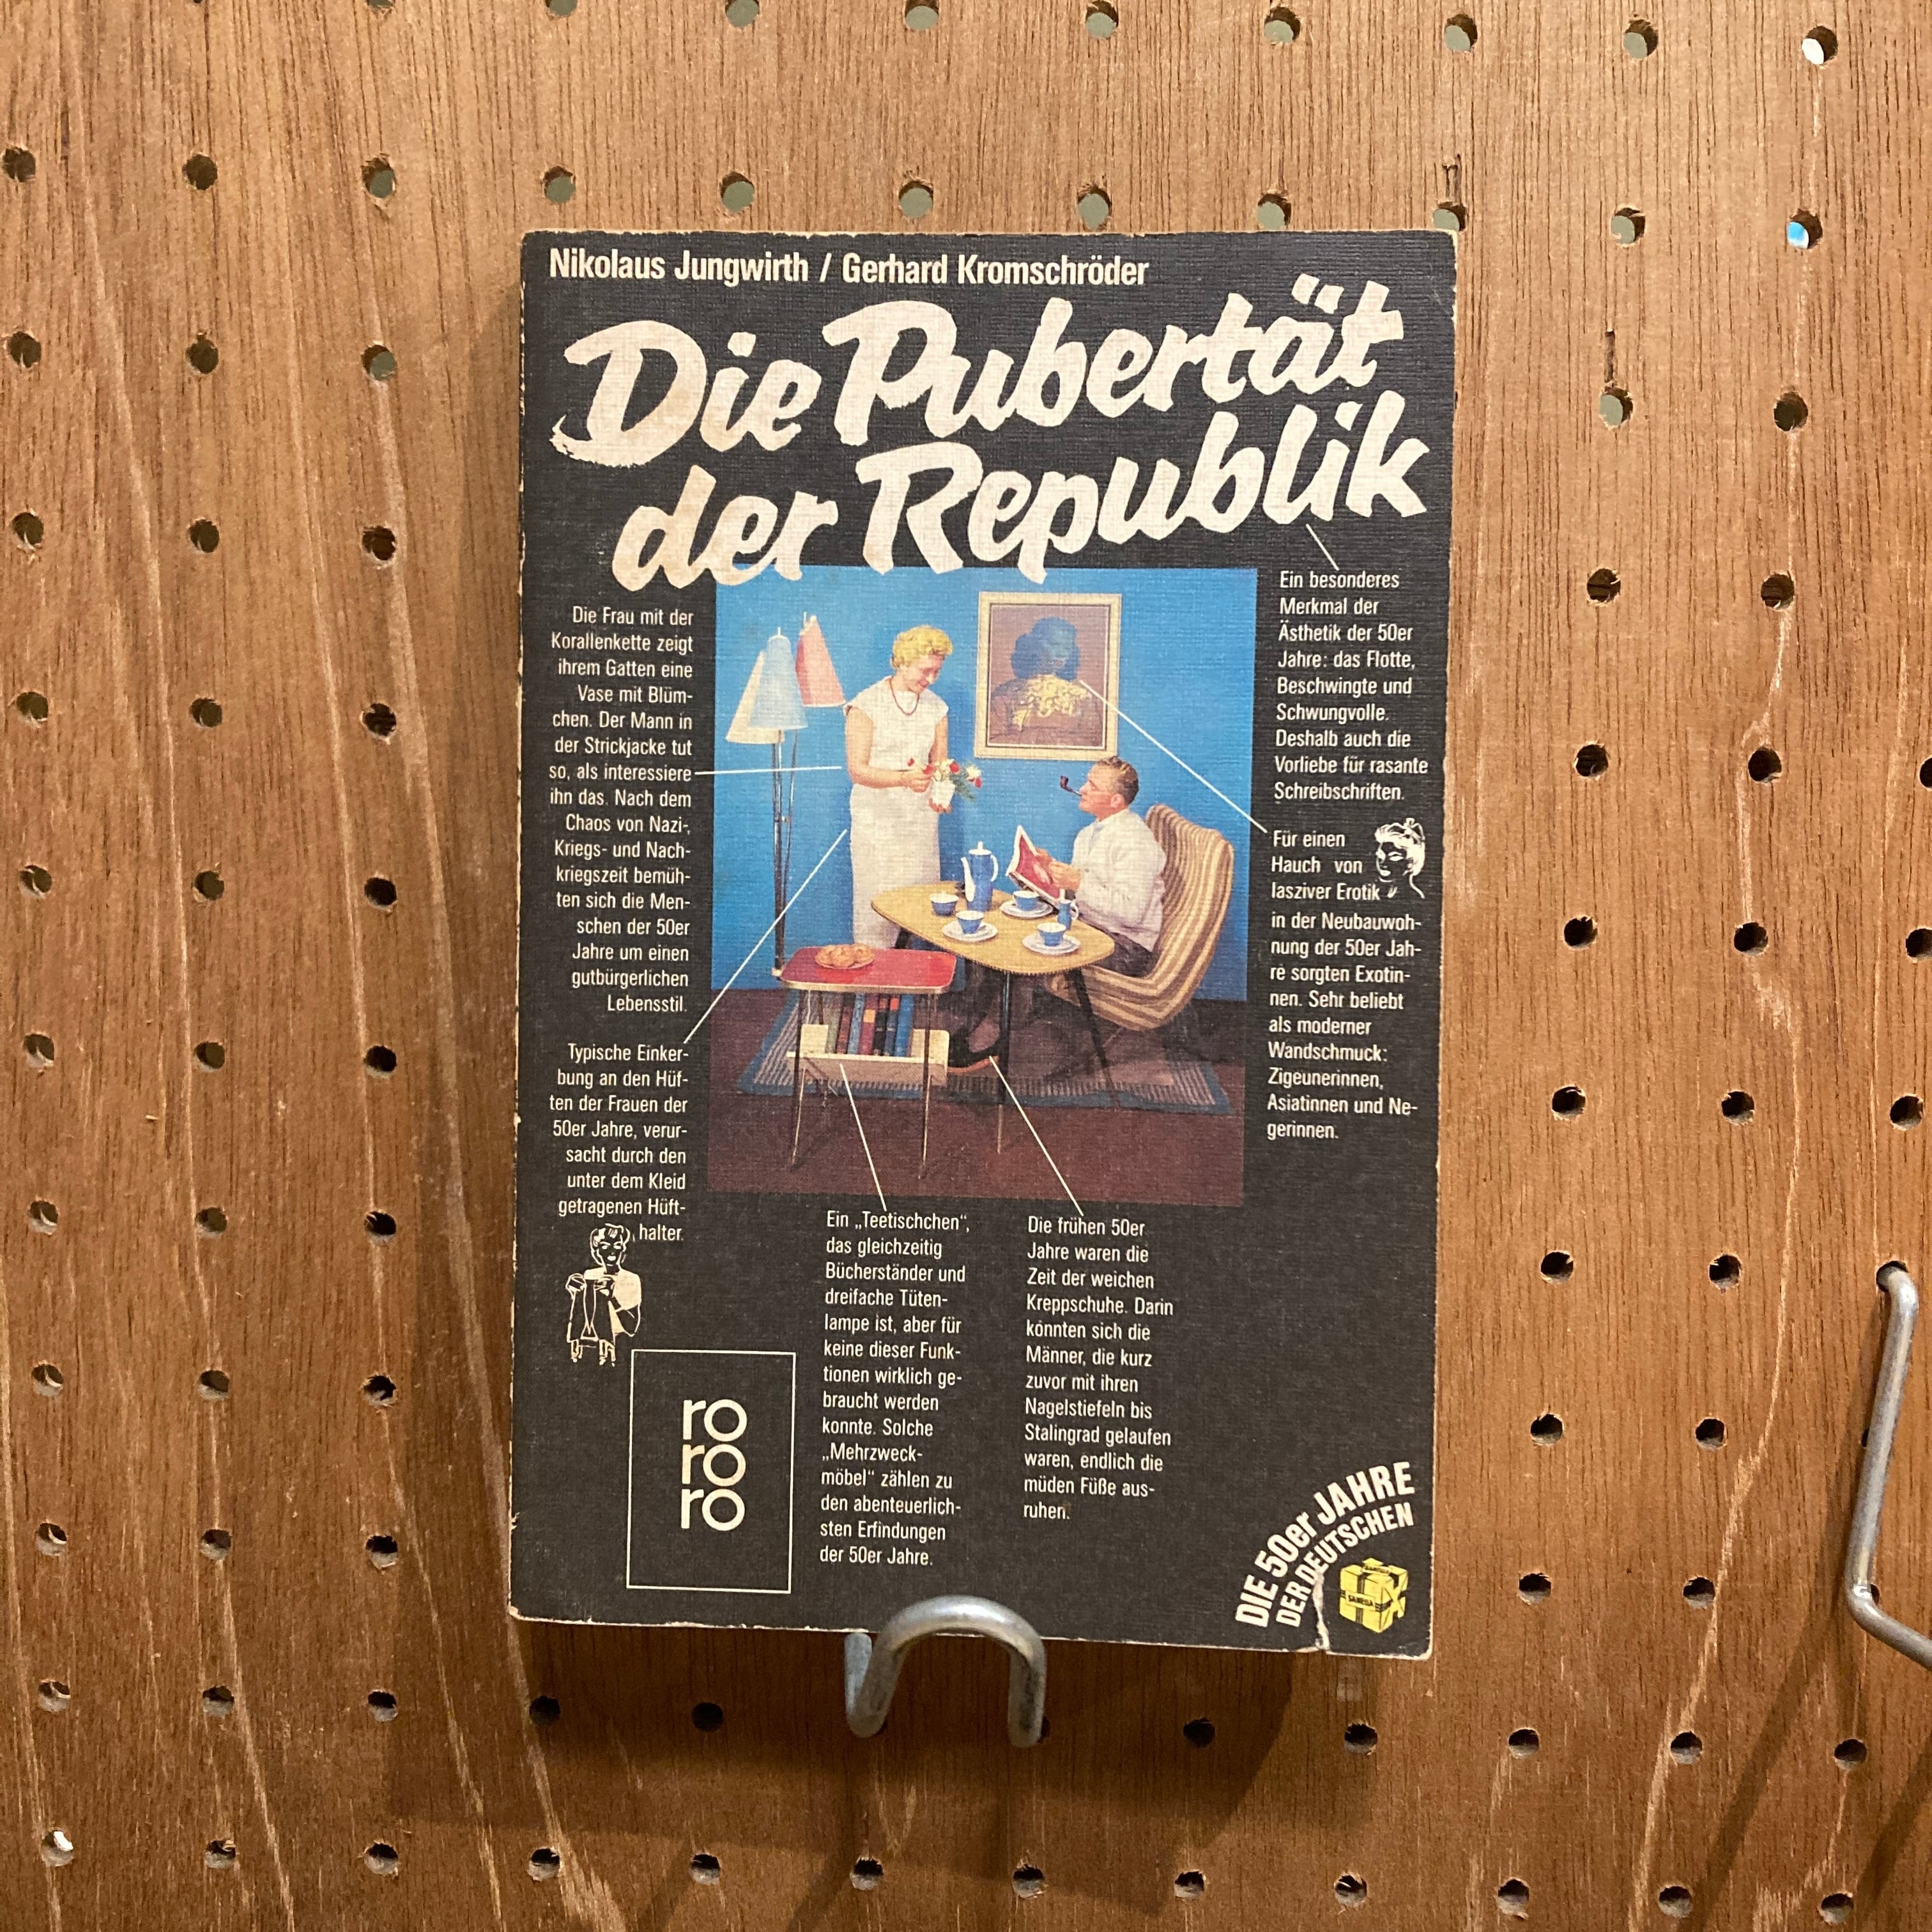 Nikolaus Jungwirth / Gerhard Kromschröder
Die Pubertät
der Republik
Die Frau mit der
Korallenkette zeigt
ihrem Gatten eine
Vase mit Blüm-
chen. Der Mann in
der Strickjacke tut
so, als interessiere
ihn das. Nach dem
Chaos von Nazi-,
Kriegs- und Nach-
kriegszeit bemüh-
ten sich die Men-
schen der 50er
Jahre um einen
gutbürgerlichen
Lebensstil.
Typische Einker-
bung an den Hüf-
ten der Frauen der
50er Jahre, verur-
sacht durch den
unter dem Kleid
getragenen Hüft-
halter.
Ein besonderes
Merkmal der
Ästhetik der 50er
Jahre: das Flotte,
Beschwingte und
Schwungvolle.
Deshalb auch die
Vorliebe für rasante
Schreibschriften.
Für einen
Hauch von
lasziver Erotik
in der Neubauwoh-
nung der 50er Jah-
re sorgten Exotin-
nen. Sehr beliebt
als moderner
Wandschmuck:
Zigeunerinnen,
Asiatinnen und Ne-
gerinnen.
Ein „Teetischchen“,
das gleichzeitig
Bücherständer und
dreifache Tüten-
lampe ist, aber für
keine dieser Funk-
tionen wirklich ge-
braucht werden
konnte. Solche
„Mehrzweck-
möbel“ zählen zu
den abenteuerlich-
sten Erfindungen
der 50er Jahre.
Die frühen 50er
Jahre waren die
Zeit der weichen
Kreppschuhe. Darin
konnten sich die
Männer, die kurz
zuvor mit ihren
Nagelstiefeln bis
Stalingrad gelaufen
waren, endlich die
müden Füße aus-
ruhen.
ro
ro
ro
DIE 50er JAHRE
DER DEUTSCHEN